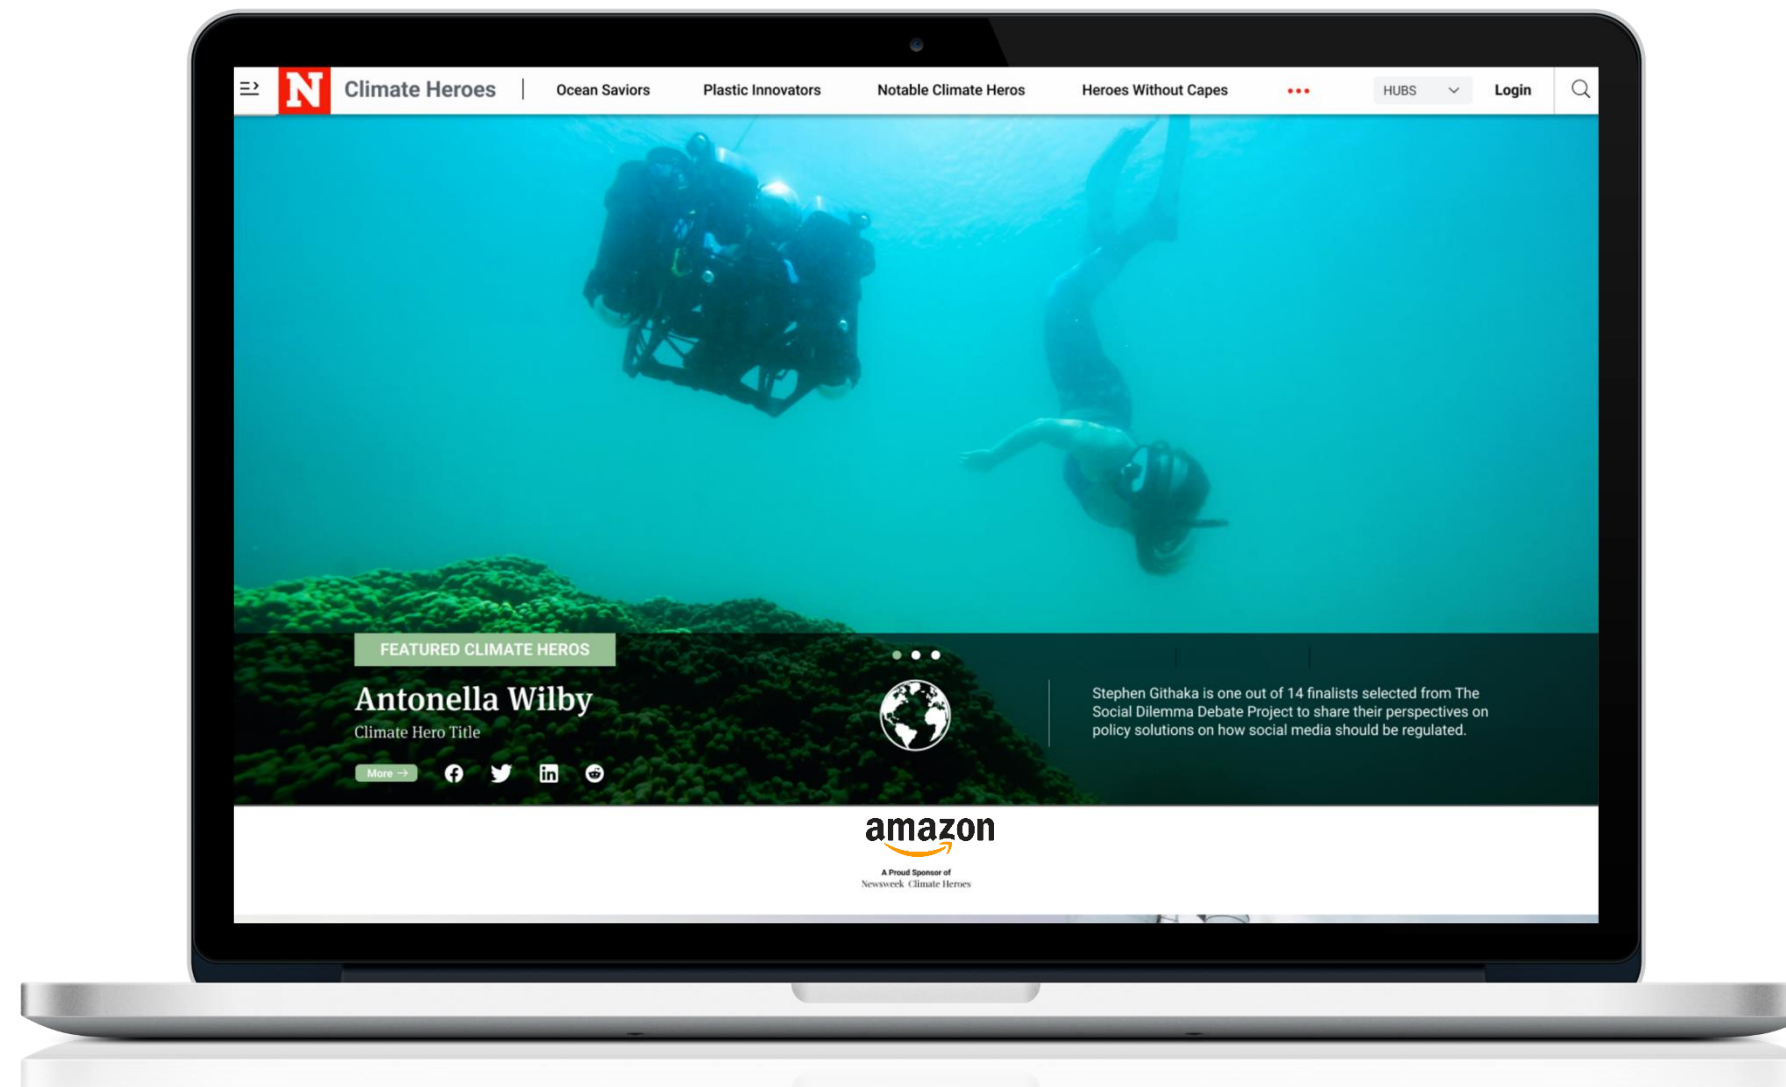 N Climate Heroes Ocean Saviors Plastic Innovators Notable Climate Heros Heroes Without Capes HUBS Login
FEATURED CLIMATE HEROS
Antonella Wilby
Climate Hero Title
More →
in
Stephen Githaka is one out of 14 finalists selected from The
Social Dilemma Debate Project to share their perspectives on
policy solutions on how social media should be regulated.
amazon
A Proud Sponsor of
Newsweek Climate Heroes